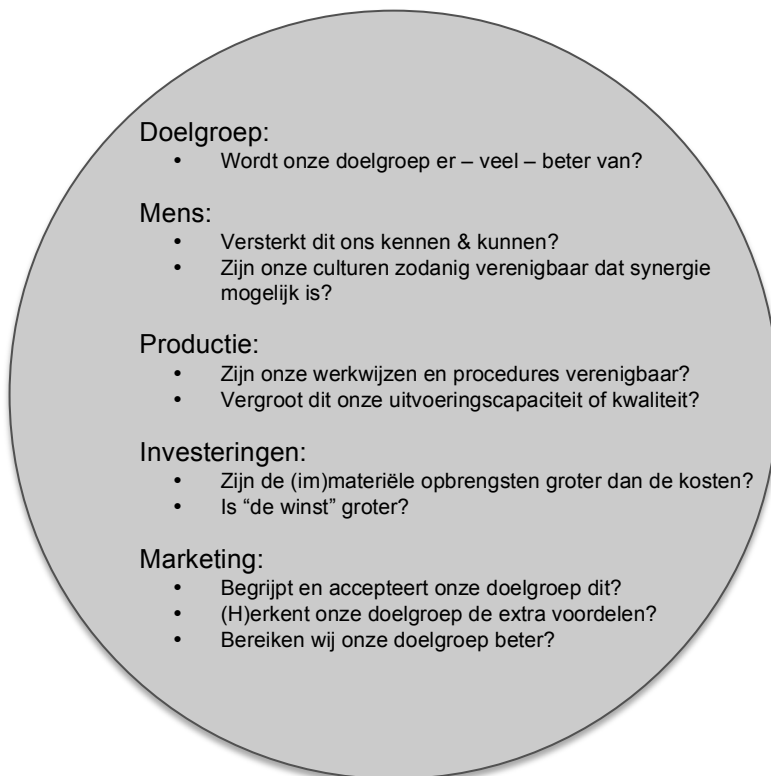 Doelgroep:
• Wordt onze doelgroep er – veel – beter van?
Mens:
• Versterkt dit ons kennen & kunnen?
• Zijn onze culturen zodanig verenigbaar dat synergie
mogelijk is?
Productie:
• Zijn onze werkwijzen en procedures verenigbaar?
• Vergroot dit onze uitvoeringscapaciteit of kwaliteit?
Investeringen:
• Zijn de (im)materiële opbrengsten groter dan de kosten?
• Is “de winst” groter?
Marketing:
• Begrijpt en accepteert onze doelgroep dit?
• (H)erkent onze doelgroep de extra voordelen?
• Bereiken wij onze doelgroep beter?